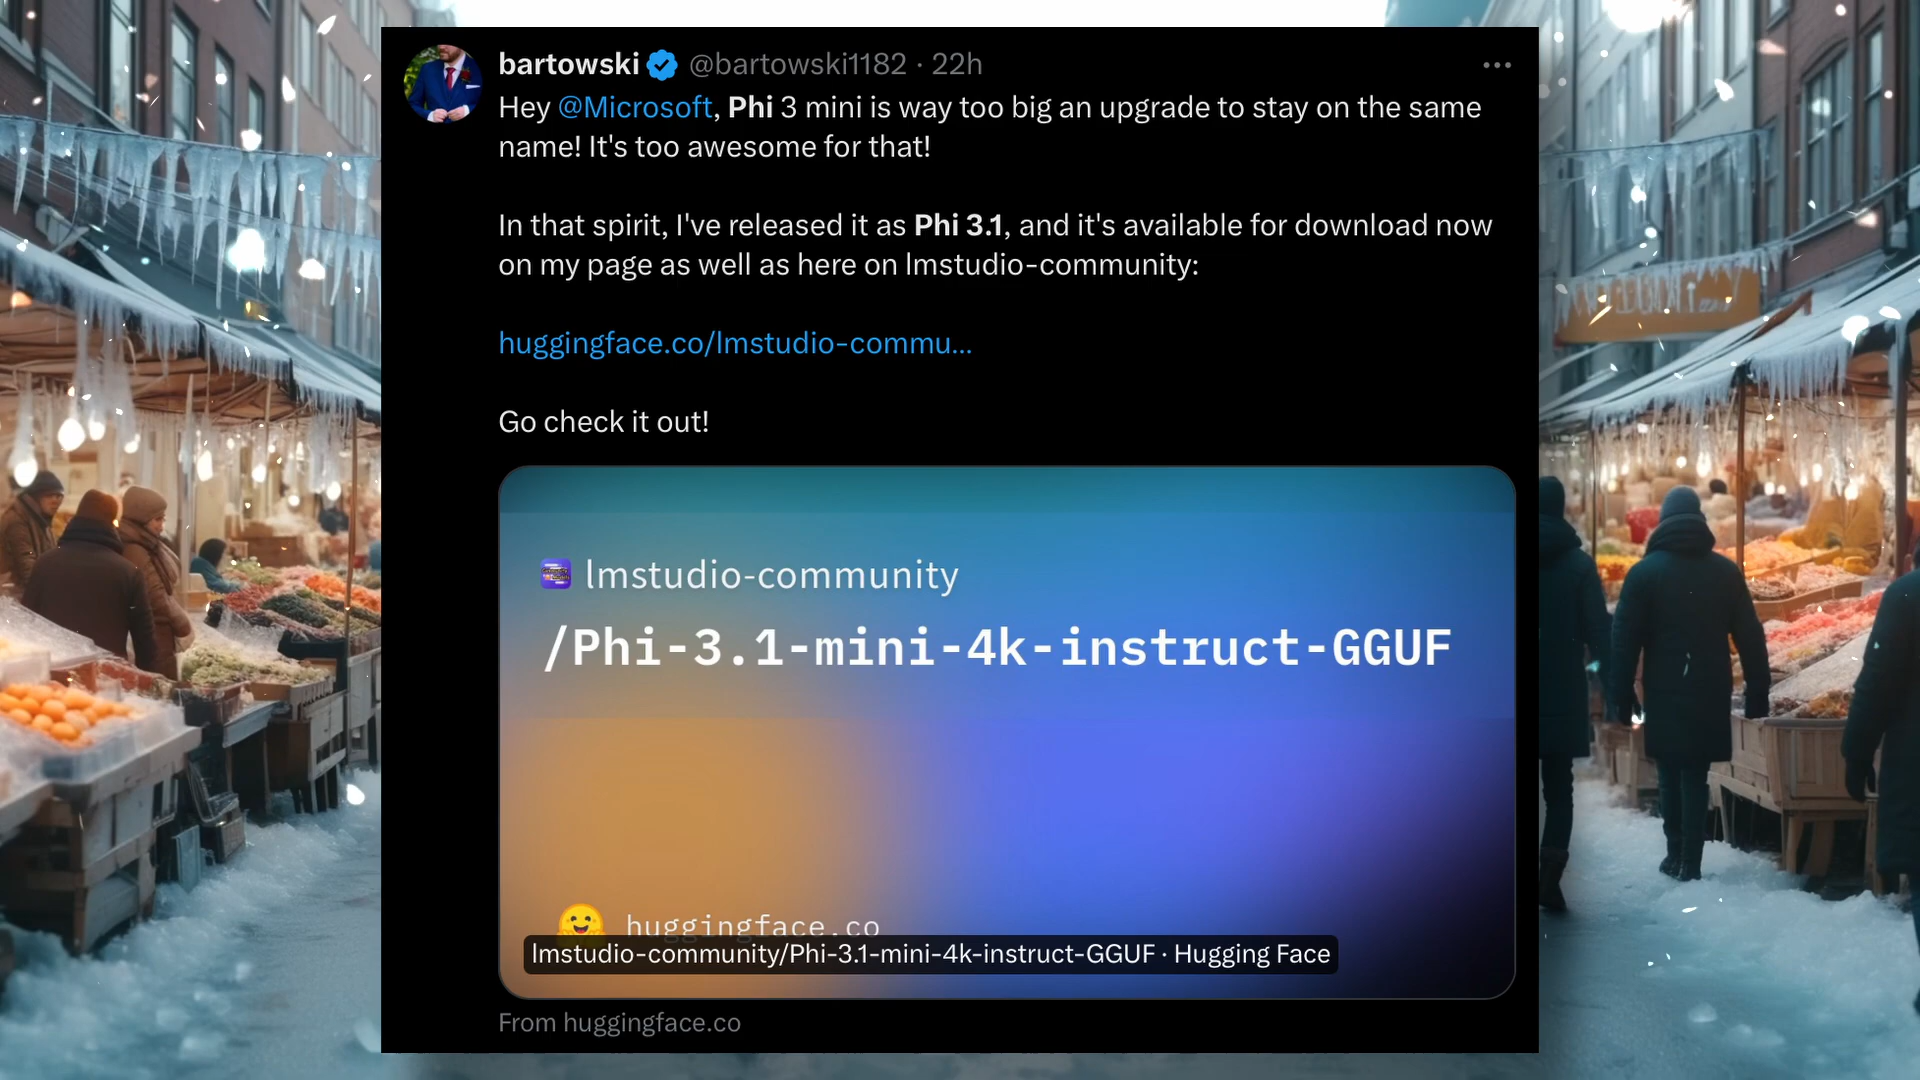 bartowski @bartowski1182 · 22h
Hey @Microsoft, Phi 3 mini is way too big an upgrade to stay on the same
name! It's too awesome for that!
In that spirit, I've released it as Phi 3.1, and it's available for download now
on my page as well as here on lmstudio-community:
huggingface.co/lmstudio-commu...
Go check it out!
lmstudio-community
/Phi-3.1-mini-4k-instruct-GGUF
huggingface.co
lmstudio-community/Phi-3.1-mini-4k-instruct-GGUF · Hugging Face
From huggingface.co